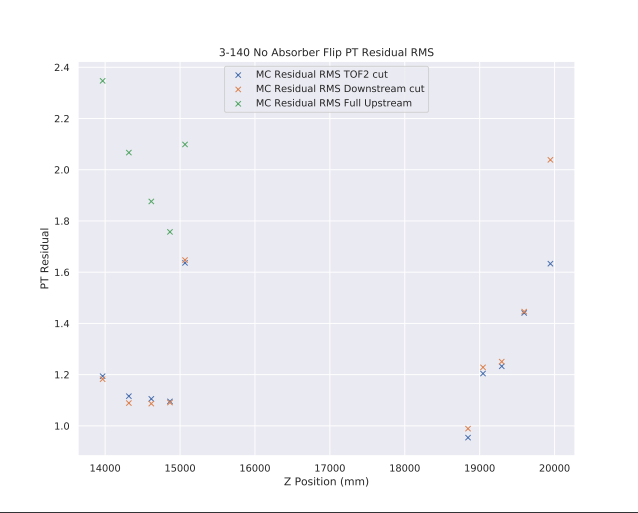 3-140 No Absorber Flip PT Residual RMS
MC Residual RMS TOF2 cut
MC Residual RMS Downstream cut
MC Residual RMS Full Upstream
PT Residual
2.4
2.2
2.0
1.8
1.6
1.4
1.2
1.0
14000 15000 16000 17000 18000 19000 20000
Z Position (mm)